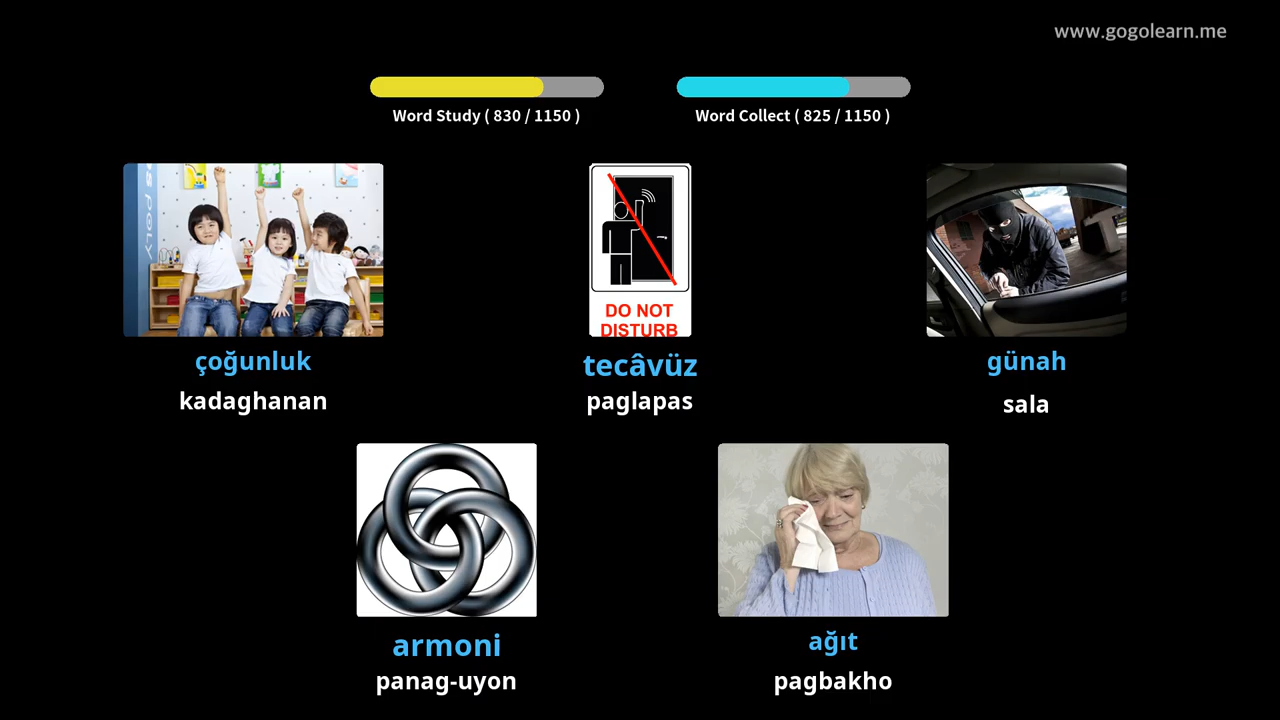 www.gogolearn.me
Word Study ( 830 / 1150 )
Word Collect ( 825 / 1150 )
S POLY
DO NOT
DISTURB
çoğunluk
kadaghanan
tecâvüz
paglapas
günah
sala
armoni
panag-uyon
ağıt
pagbakho